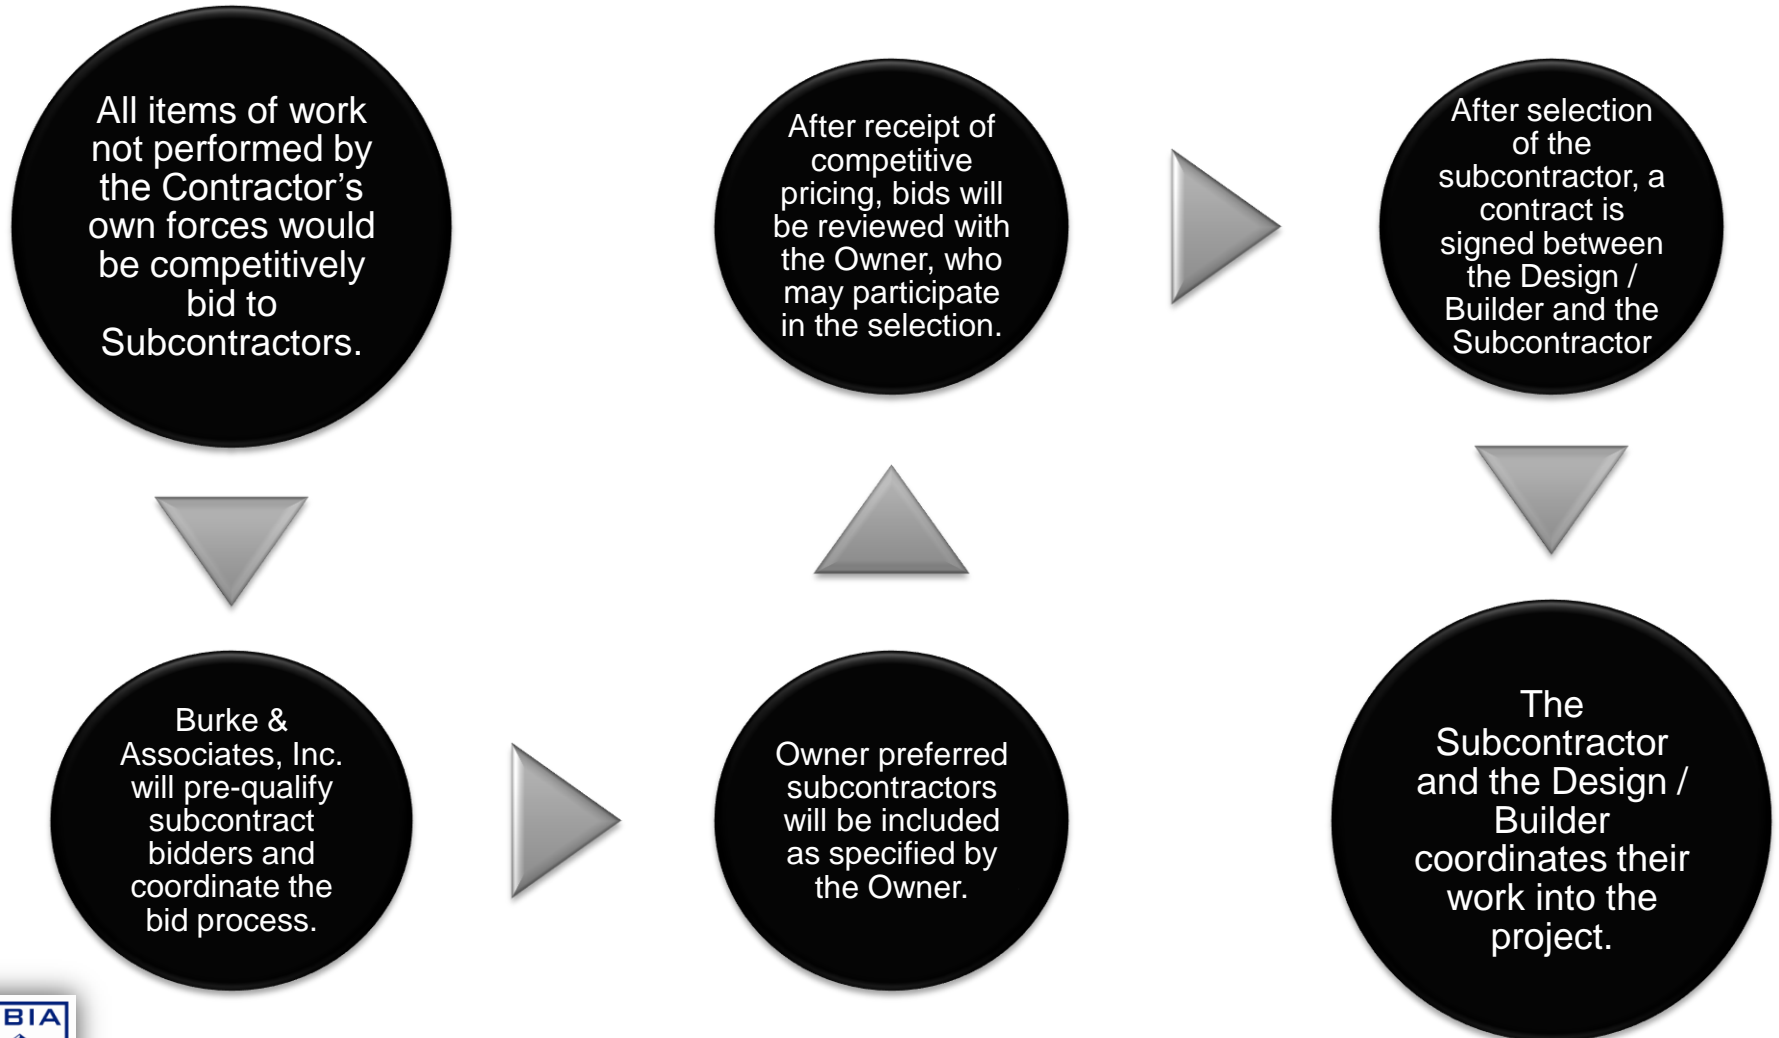 All items of work
not performed by
the Contractor’s
own forces would
be competitively
bid to
Subcontractors.
Burke &
Associates, Inc.
will pre-qualify
subcontract
bidders and
coordinate the
bid process.
Owner preferred
subcontractors
will be included
as specified by
the Owner.
After receipt of
competitive
pricing, bids will
be reviewed with
the Owner, who
may participate
in the selection.
After selection
of the
subcontractor, a
contract is
signed between
the Design /
Builder and the
Subcontractor
The
Subcontractor
and the Design /
Builder
coordinates their
work into the
project.
BIA